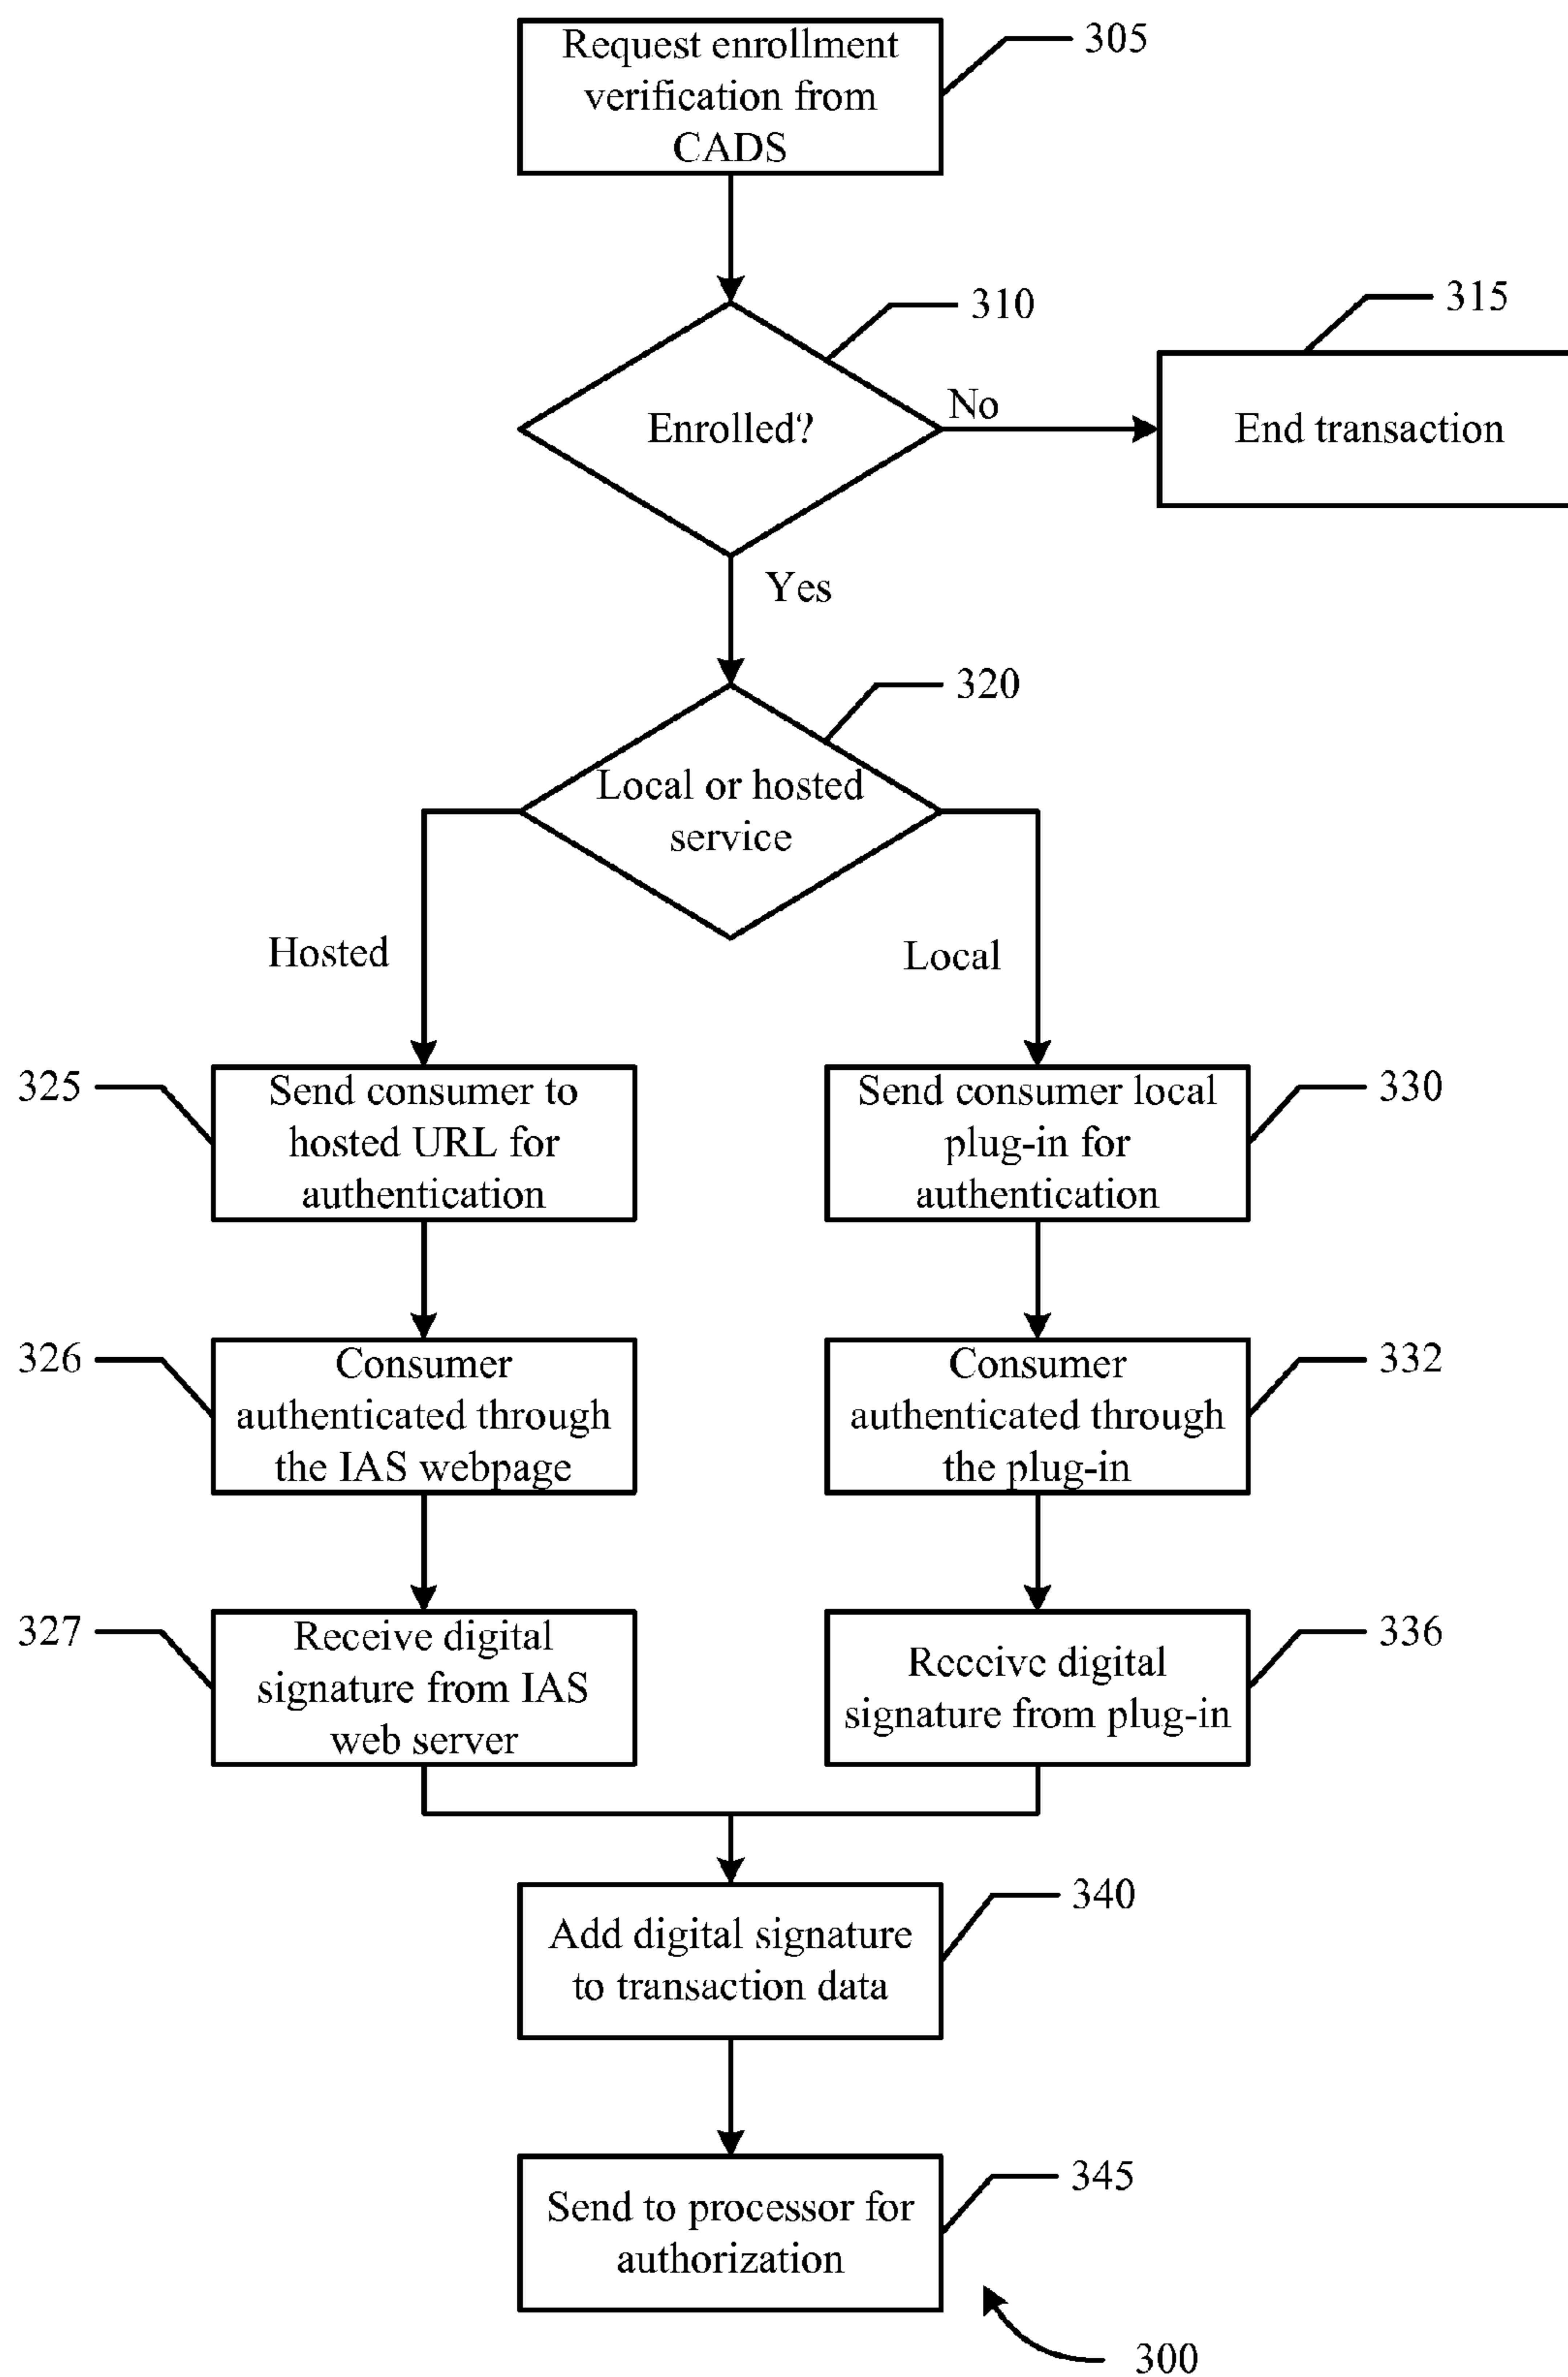 Request enrollment
verification from
CADS
305
310
315
Enrolled?
No
End transaction
Yes
320
Local or hosted
service
Hosted
Local
325
Send consumer to
hosted URL for
authentication
Send consumer local
plug-in for
authentication
330
326
Consumer
authenticated through
the IAS webpage
Consumer
authenticated through
the plug-in
332
327
Receive digital
signature from IAS
web server
Receive digital
signature from plug-in
336
Add digital signature
to transaction data
340
Send to processor for
authorization
345
300